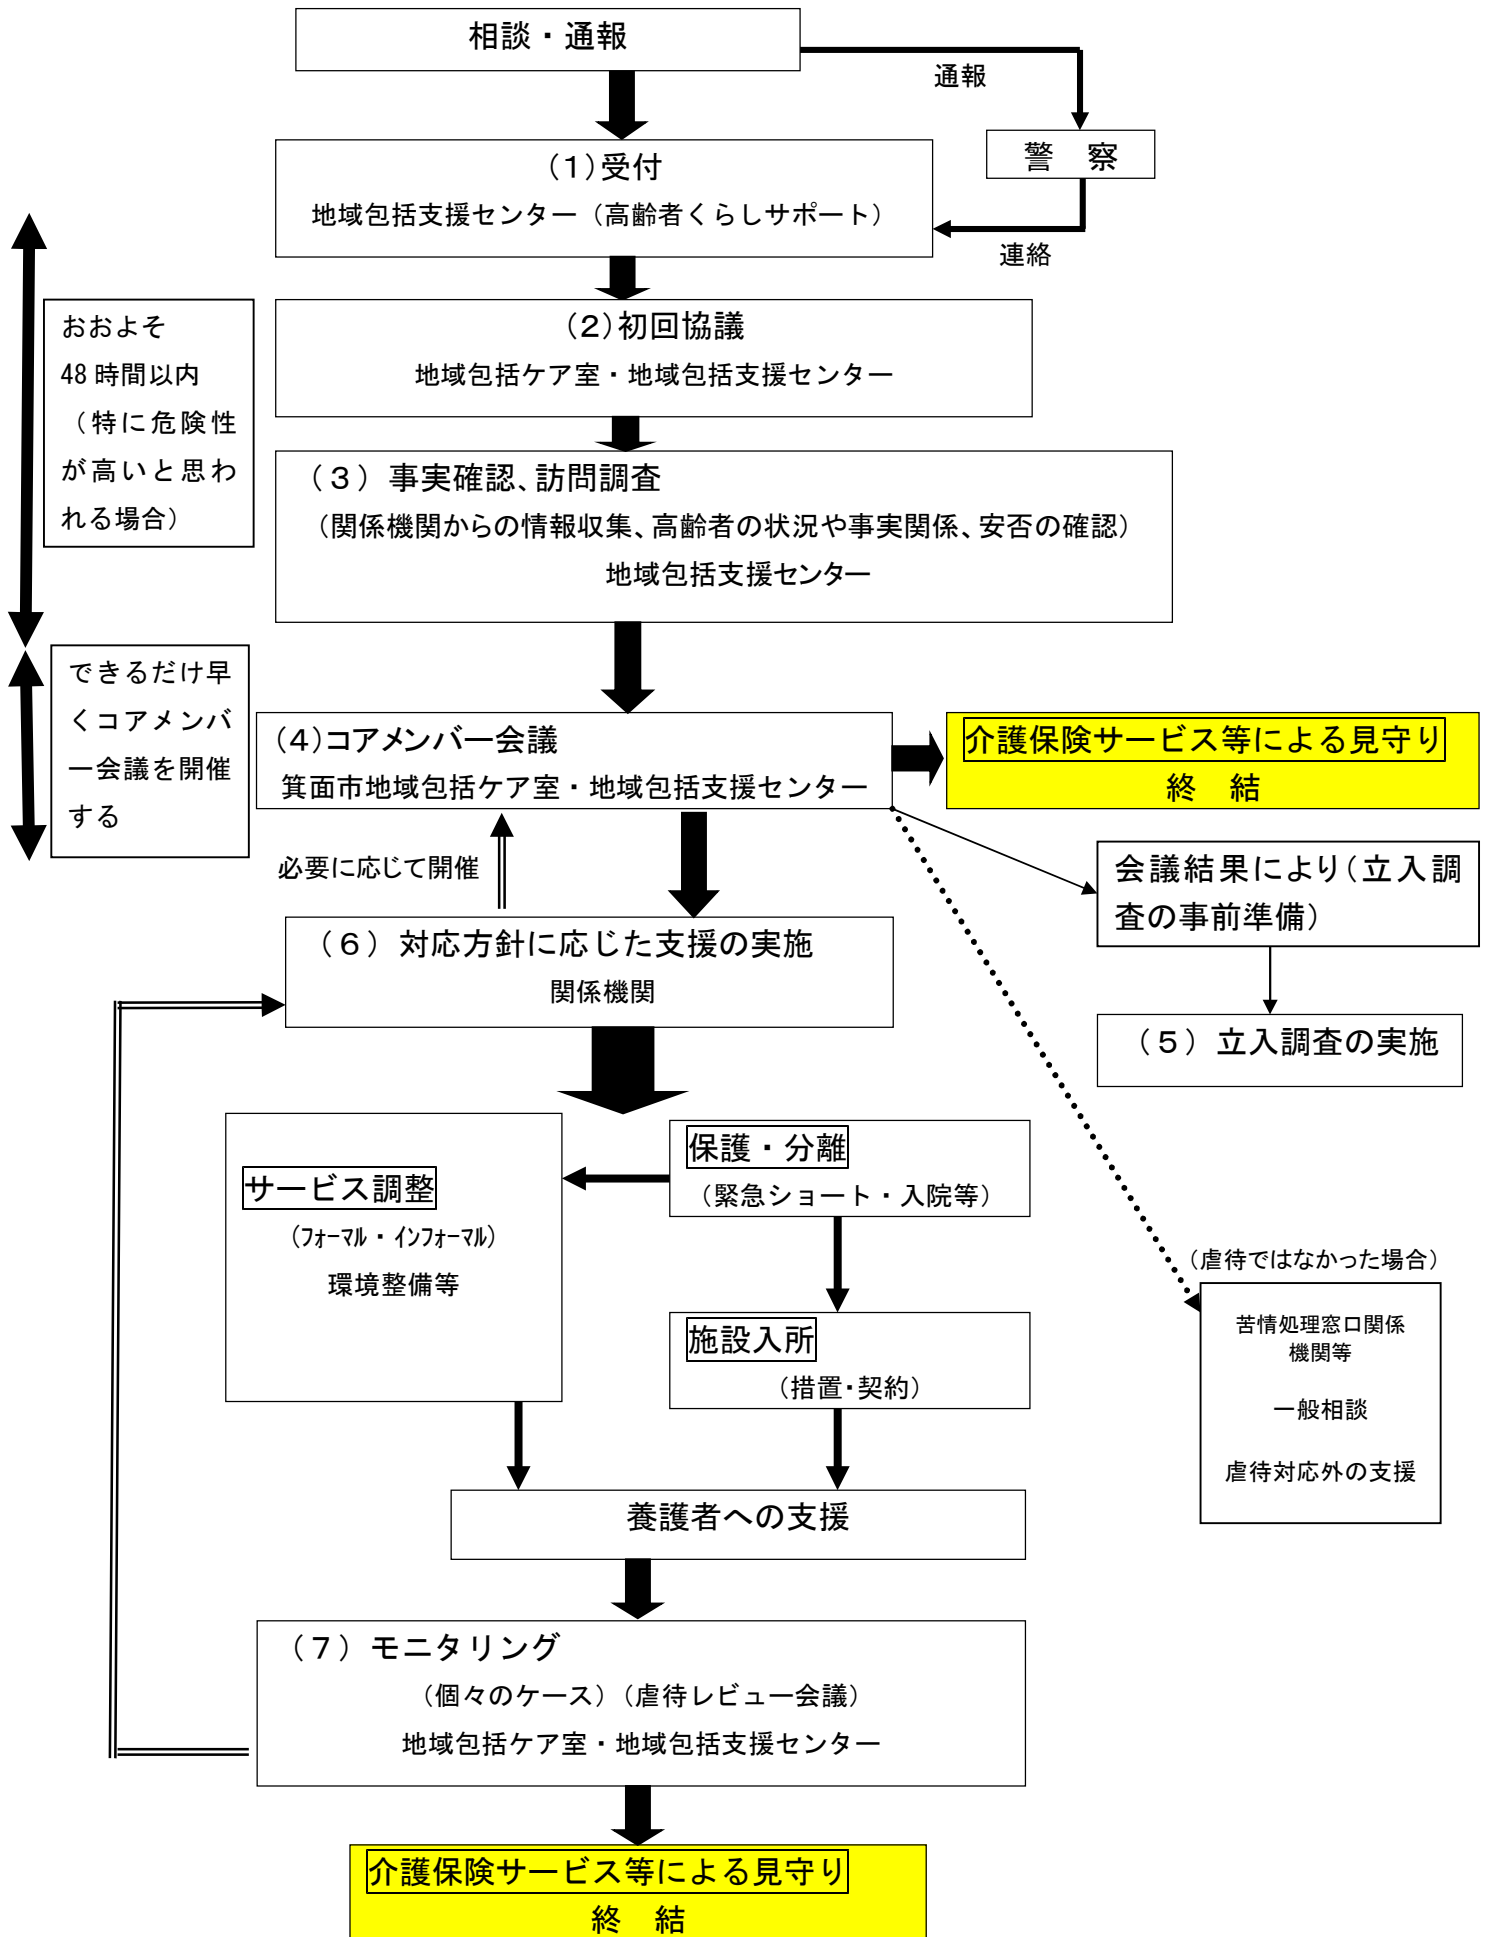 相談・通報
通報
警　察
(1)受付
地域包括支援センター（高齢者くらしサポート）
連絡
おおよそ
48 時間以内
（特に危険性
が高いと思わ
れる場合）
(2)初回協議
地域包括ケア室・地域包括支援センター
（３）事実確認、訪問調査
（関係機関からの情報収集、高齢者の状況や事実関係、安否の確認）
地域包括支援センター
できるだけ早
くコアメンバ
ー会議を開催
する
(4)コアメンバー会議
箕面市地域包括ケア室・地域包括支援センター
介護保険サービス等による見守り
終　結
必要に応じて開催
会議結果により（立入調
査の事前準備）
（６）対応方針に応じた支援の実施
関係機関
（５）立入調査の実施
サービス調整
（ﾌｫｰﾏﾙ・ｲﾝﾌｫｰﾏﾙ）
環境整備等
保護・分離
（緊急ショート・入院等）
施設入所
（措置・契約）
（虐待ではなかった場合）
苦情処理窓口関係
機関等
一般相談
虐待対応外の支援
養護者への支援
（７）モニタリング
（個々のケース）（虐待レビュー会議）
地域包括ケア室・地域包括支援センター
介護保険サービス等による見守り
終　結